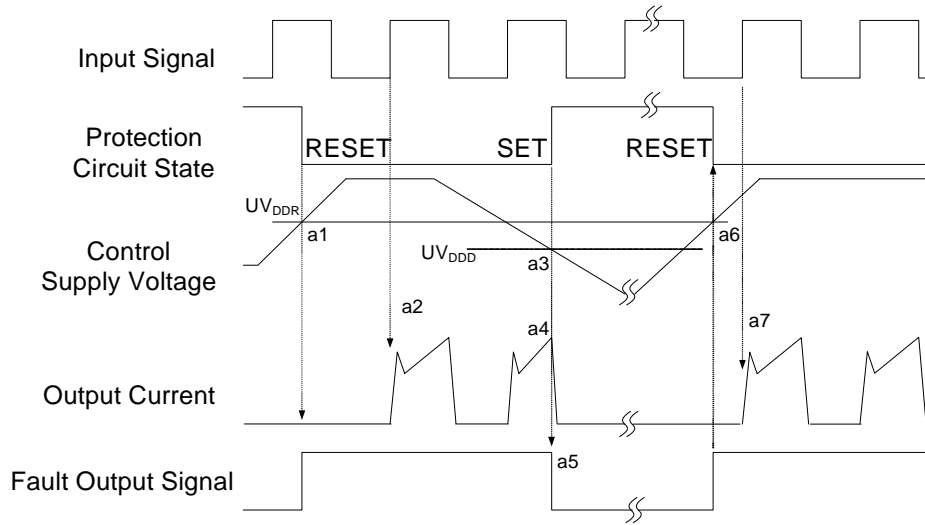 Input Signal
Protection
Circuit State
RESET
SET
RESET
UVDDR
a1
a6
Control
Supply Voltage
UVDDD
a3
a2
a4
a7
Output Current
a5
Fault Output Signal